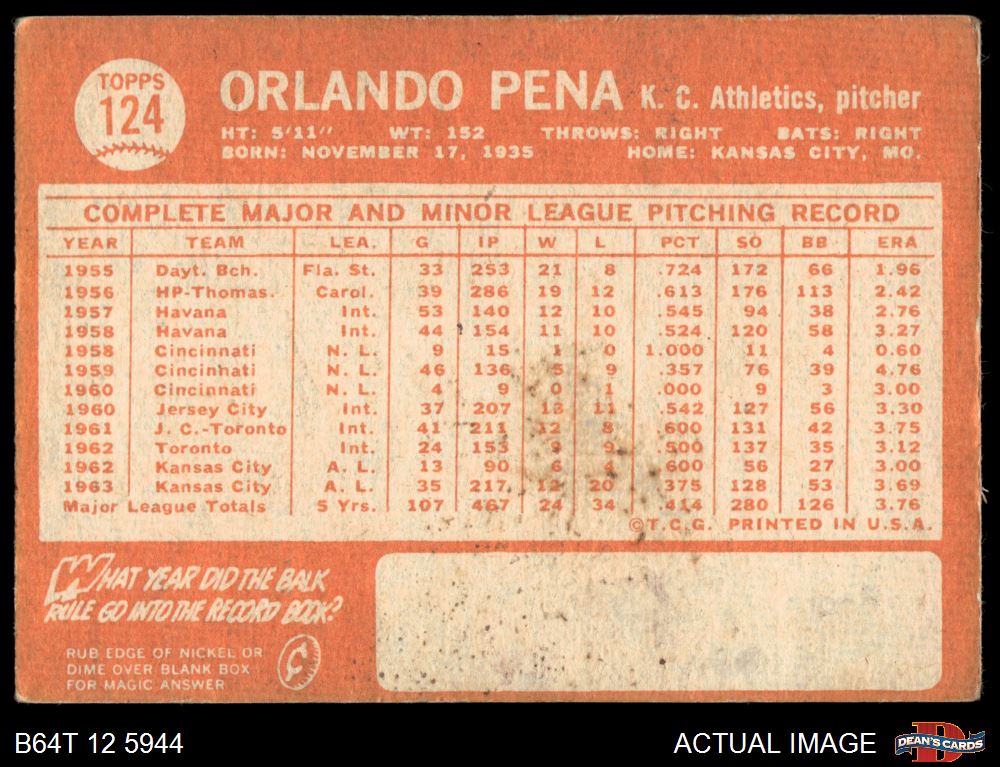 TOPPS
124
ORLANDO PENA K. C. Athletics, pitcher
HT: 5'11" WT: 152 THROWS: RIGHT BATS: RIGHT
BORN: NOVEMBER 17, 1935 HOME: KANSAS CITY, MO.
COMPLETE MAJOR AND MINOR LEAGUE PITCHING RECORD
YEAR TEAM LEA. G IP W L PCT SO BB ERA
1955 Dayt. Bch. Fla. St. 33 253 21 8 .724 172 66 1.96
1956 HP-Thomas. Carol. 39 286 19 12 .613 176 113 2.42
1957 Havana Int. 53 140 12 10 .545 94 38 2.76
1958 Havana Int. 44 154 11 10 .524 120 58 3.27
1958 Cincinnati N. L. 9 15 1 0 1.000 11 4 0.60
1959 Cincinnati N. L. 46 136 5 9 .357 76 39 4.76
1960 Cincinnati N. L. 4 9 0 1 .000 9 3 3.00
1960 Jersey City Int. 37 207 13 11 .542 127 56 3.30
1961 J. C.-Toronto Int. 41 211 12 8 .600 131 42 3.75
1962 Toronto Int. 24 153 9 9 .500 137 35 3.12
1962 Kansas City A. L. 13 90 6 4 .600 56 27 3.00
1963 Kansas City A. L. 35 217 12 20 .375 128 53 3.69
Major League Totals 5 Yrs. 107 467 24 34 .414 280 126 3.76
©T.C.G. PRINTED IN U.S.A.
WHAT YEAR DID THE BALK
RULE GO INTO THE RECORD BOOK?
RUB EDGE OF NICKEL OR
DIME OVER BLANK BOX
FOR MAGIC ANSWER
B64T 12 5944
ACTUAL IMAGE
D
DEAN'S CARDS